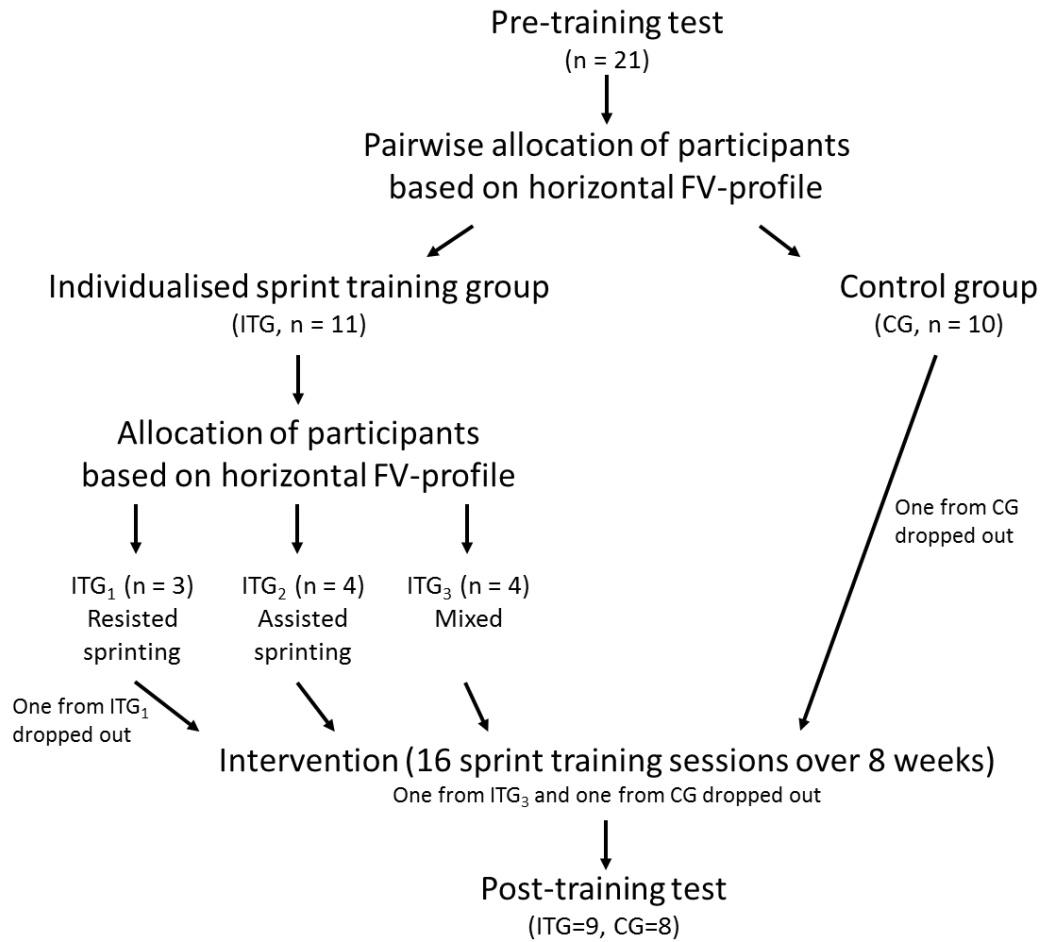 Pre-training test
(n = 21)
Pairwise allocation of participants
based on horizontal FV-profile
Individualised sprint training group
(ITG, n = 11)
Control group
(CG, n = 10)
Allocation of participants
based on horizontal FV-profile
One from CG
dropped out
ITG₁ (n = 3)
Resisted
sprinting
ITG₂ (n = 4)
Assisted
sprinting
ITG₃ (n = 4)
Mixed
One from ITG₁
dropped out
Intervention (16 sprint training sessions over 8 weeks)
One from ITG₃ and one from CG dropped out
Post-training test
(ITG=9, CG=8)